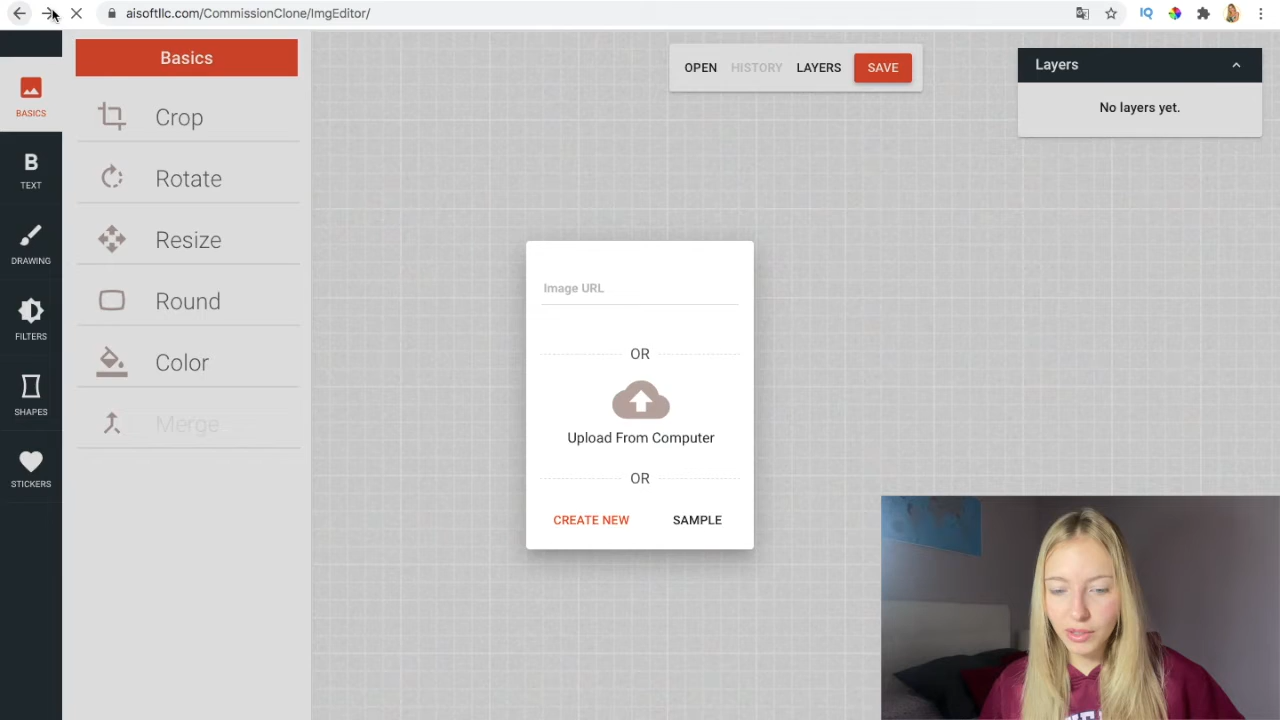 aisoftllc.com/CommissionClone/ImgEditor/
IQ
Basics
OPEN HISTORY LAYERS SAVE
Layers
No layers yet.
BASICS
Crop
B
TEXT
Rotate
DRAWING
Resize
Round
FILTERS
Color
SHAPES
Merge
STICKERS
Image URL
OR
Upload From Computer
OR
CREATE NEW SAMPLE